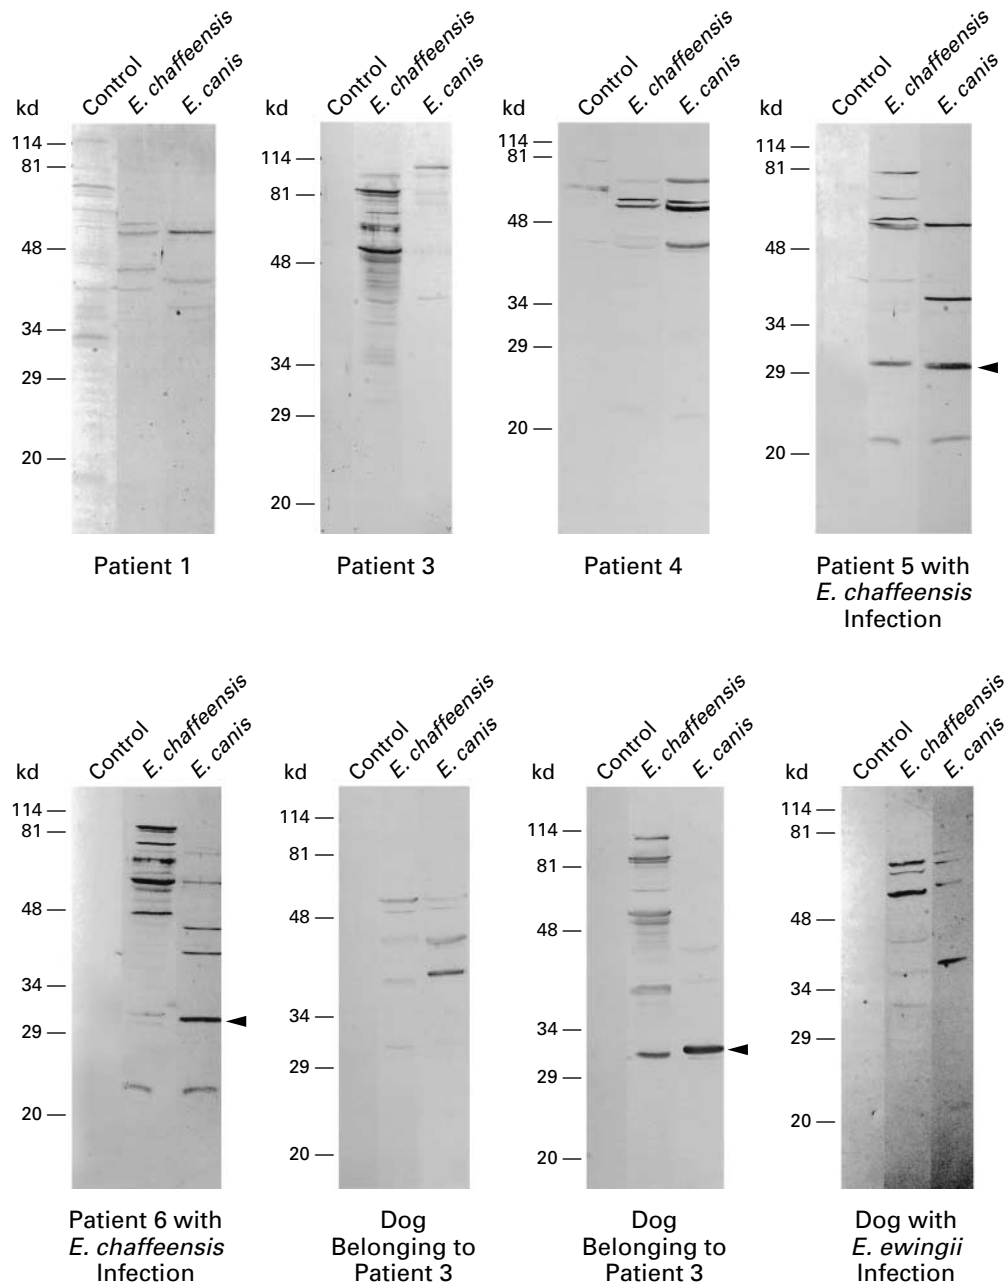 kd Control E. chaffeensis E. canis
114
81
48
34
29
20
Patient 1
kd Control E. chaffeensis E. canis
114
81
48
34
29
20
Patient 3
kd Control E. chaffeensis E. canis
114
81
48
34
29
20
Patient 4
kd Control E. chaffeensis E. canis
114
81
48
34
29
20
Patient 5 with
E. chaffeensis
Infection
kd Control E. chaffeensis E. canis
114
81
48
34
29
20
Patient 6 with
E. chaffeensis
Infection
kd Control E. chaffeensis E. canis
114
81
48
34
29
20
Dog
Belonging to
Patient 3
kd Control E. chaffeensis E. canis
114
81
48
34
29
20
Dog
Belonging to
Patient 3
kd Control E. chaffeensis E. canis
114
81
48
34
29
20
Dog with
E. ewingii
Infection